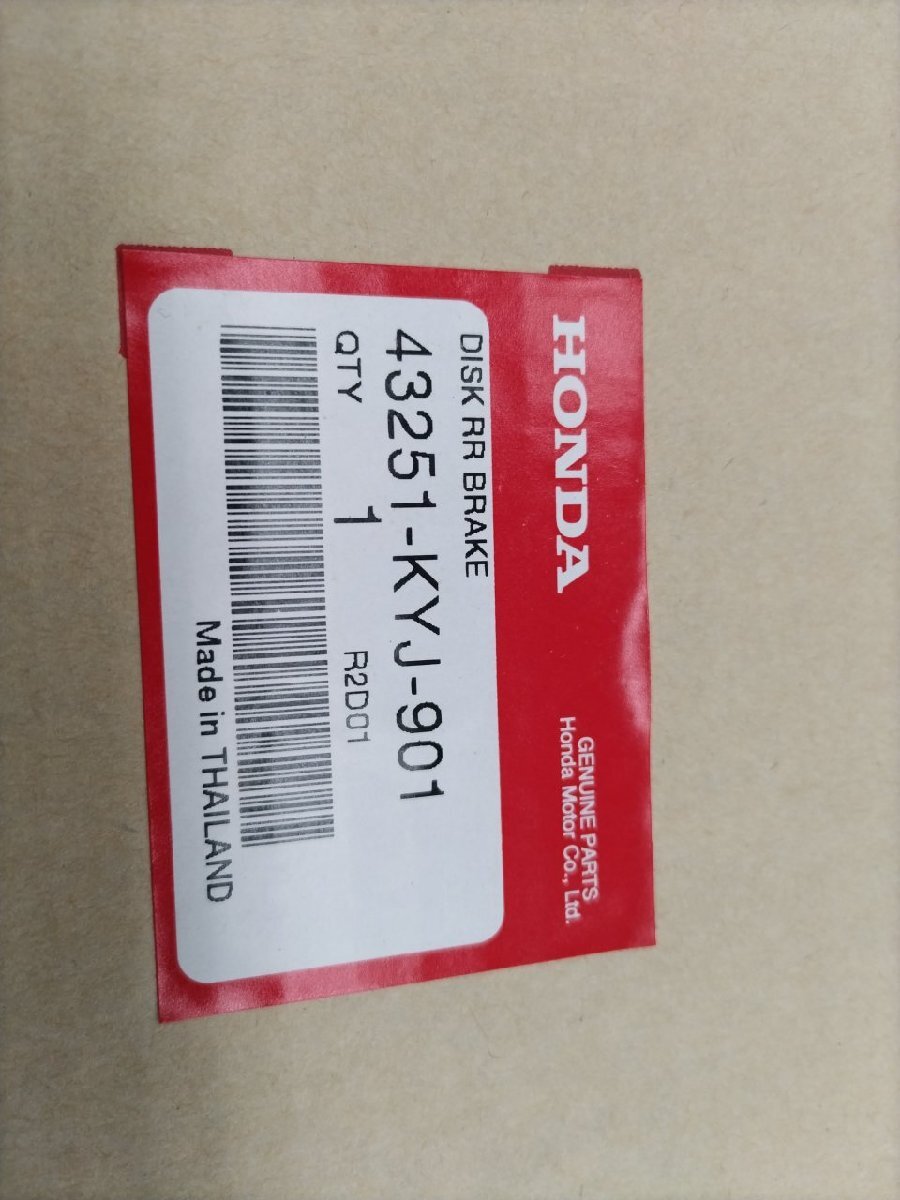 HONDA
GENUINE PARTS
Honda Motor Co., Ltd.
DISK RR BRAKE
43251-KYJ-901
QTY 1 R2D01
Made in THAILAND